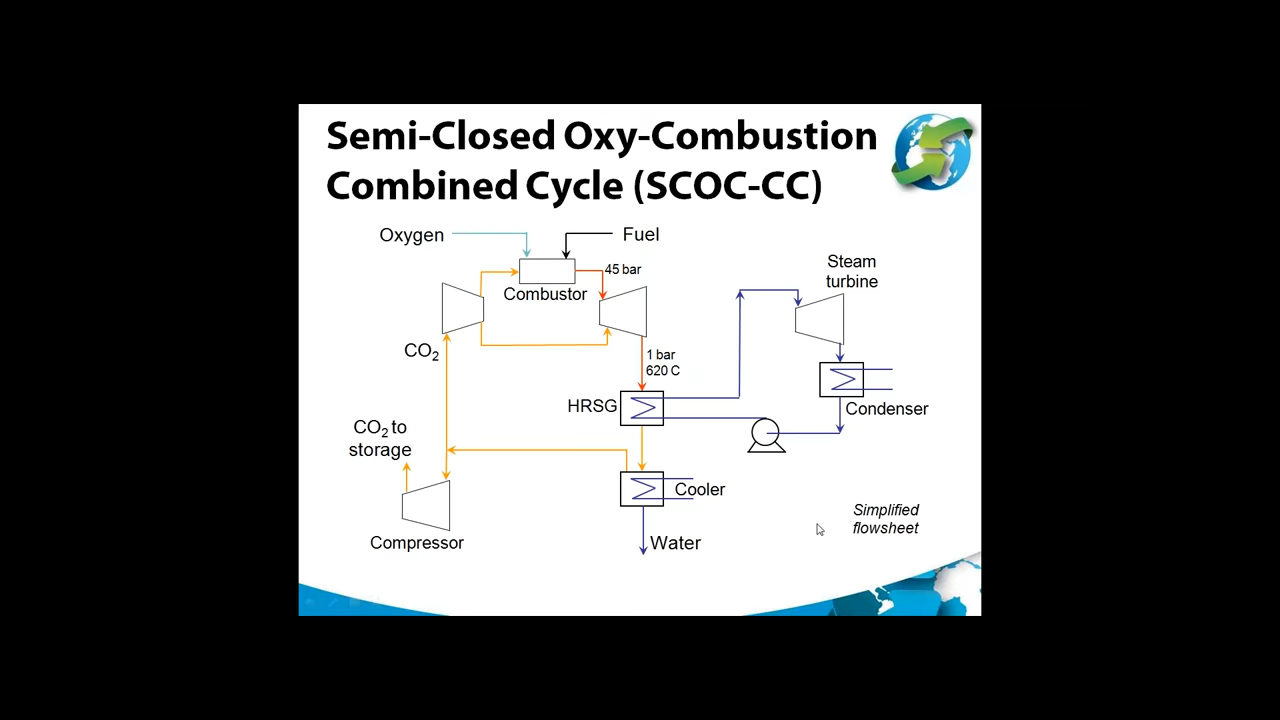 Semi-Closed Oxy-Combustion
Combined Cycle (SCOC-CC)
Oxygen
Fuel
45 bar
Combustor
Steam
turbine
CO₂
1 bar
620 C
HRSG
Condenser
CO₂ to
storage
Cooler
Simplified
flowsheet
Compressor
Water